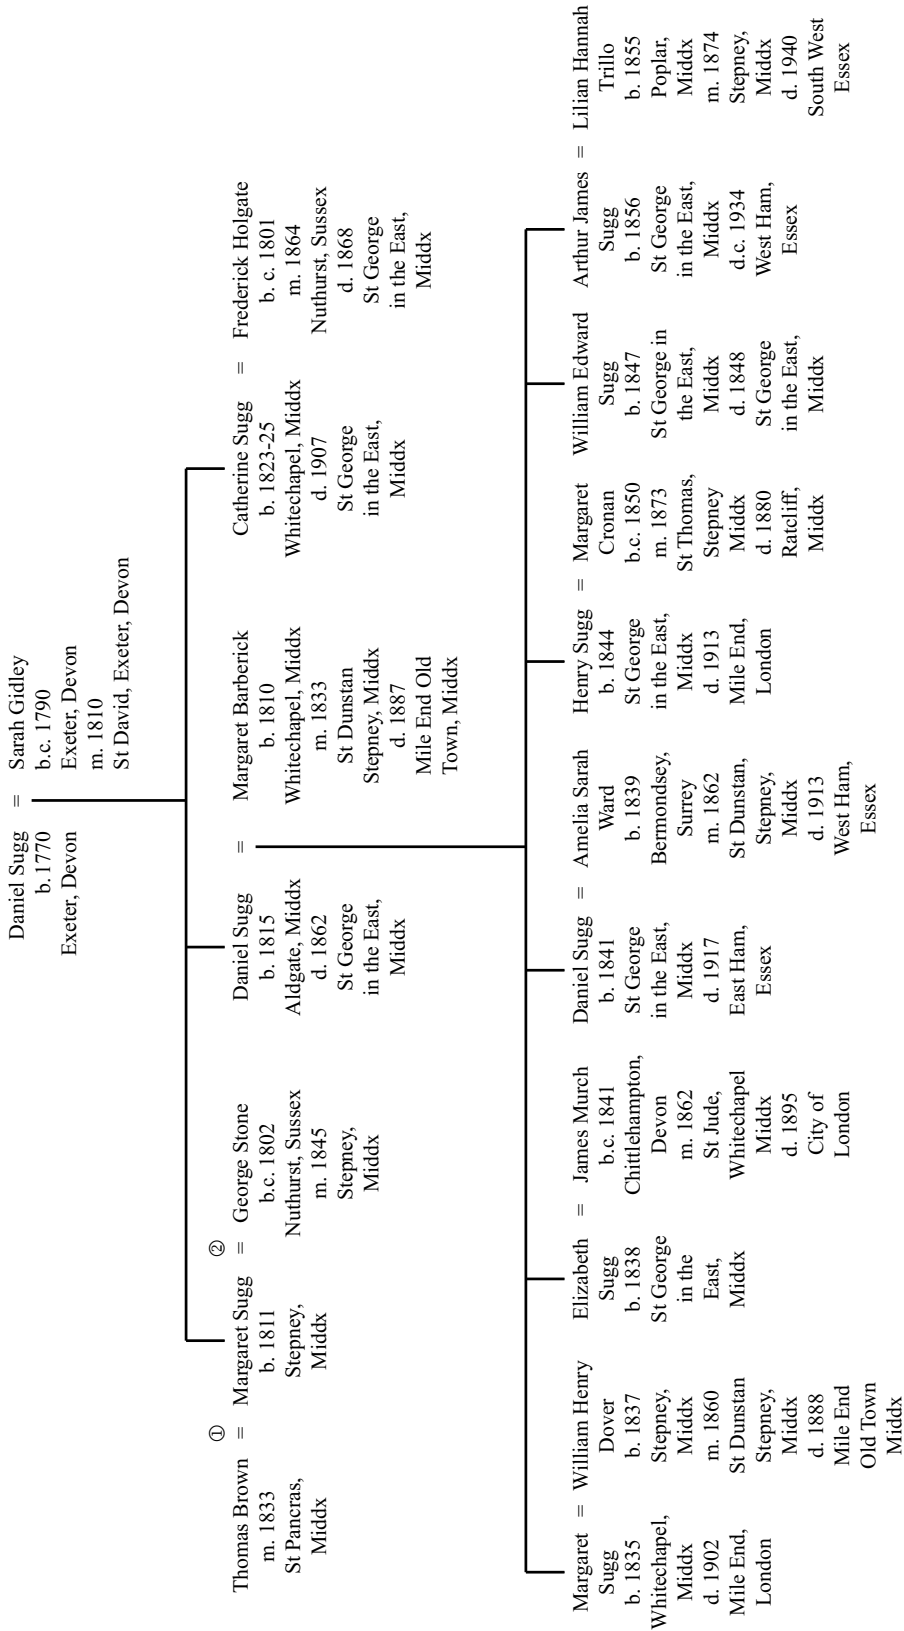 Daniel Sugg
b. 1770
Exeter, Devon
=
Sarah Gidley
b.c. 1790
Exeter, Devon
m. 1810
St David, Exeter, Devon
Thomas Brown
m. 1833
St Pancras,
Middx
①
=
Margaret Sugg
b. 1811
Stepney,
Middx
②
=
George Stone
b.c. 1802
Nuthurst, Sussex
m. 1845
Stepney,
Middx
Daniel Sugg
b. 1815
Aldgate, Middx
d. 1862
St George
in the East,
Middx
=
Margaret Barberick
b. 1810
Whitechapel, Middx
m. 1833
St Dunstan
Stepney, Middx
d. 1887
Mile End Old
Town, Middx
Catherine Sugg
b. 1823-25
Whitechapel, Middx
d. 1907
St George
in the East,
Middx
=
Frederick Holgate
b. c. 1801
m. 1864
Nuthurst, Sussex
d. 1868
St George
in the East,
Middx
Margaret
Sugg
b. 1835
Whitechapel,
Middx
d. 1902
Mile End,
London
=
William Henry
Dover
b. 1837
Stepney,
Middx
m. 1860
St Dunstan
Stepney,
Middx
d. 1888
Mile End
Old Town
Middx
Elizabeth
Sugg
b. 1838
St George
in the
East,
Middx
=
James Murch
b.c. 1841
Chittlehampton,
Devon
m. 1862
St Jude,
Whitechapel
Middx
d. 1895
City of
London
Daniel Sugg
b. 1841
St George
in the East,
Middx
d. 1917
East Ham,
Essex
=
Amelia Sarah
Ward
b. 1839
Bermondsey,
Surrey
m. 1862
St Dunstan,
Stepney,
Middx
d. 1913
West Ham,
Essex
Henry Sugg
b. 1844
St George
in the East,
Middx
d. 1913
Mile End,
London
=
Margaret
Cronan
b.c. 1850
m. 1873
St Thomas,
Stepney
Middx
d. 1880
Ratcliff,
Middx
William Edward
Sugg
b. 1847
St George in
the East,
Middx
d. 1848
St George
in the East,
Middx
Arthur James
Sugg
b. 1856
St George
in the East,
Middx
d.c. 1934
West Ham,
Essex
=
Lilian Hannah
Trillo
b. 1855
Poplar,
Middx
m. 1874
Stepney,
Middx
d. 1940
South West
Essex